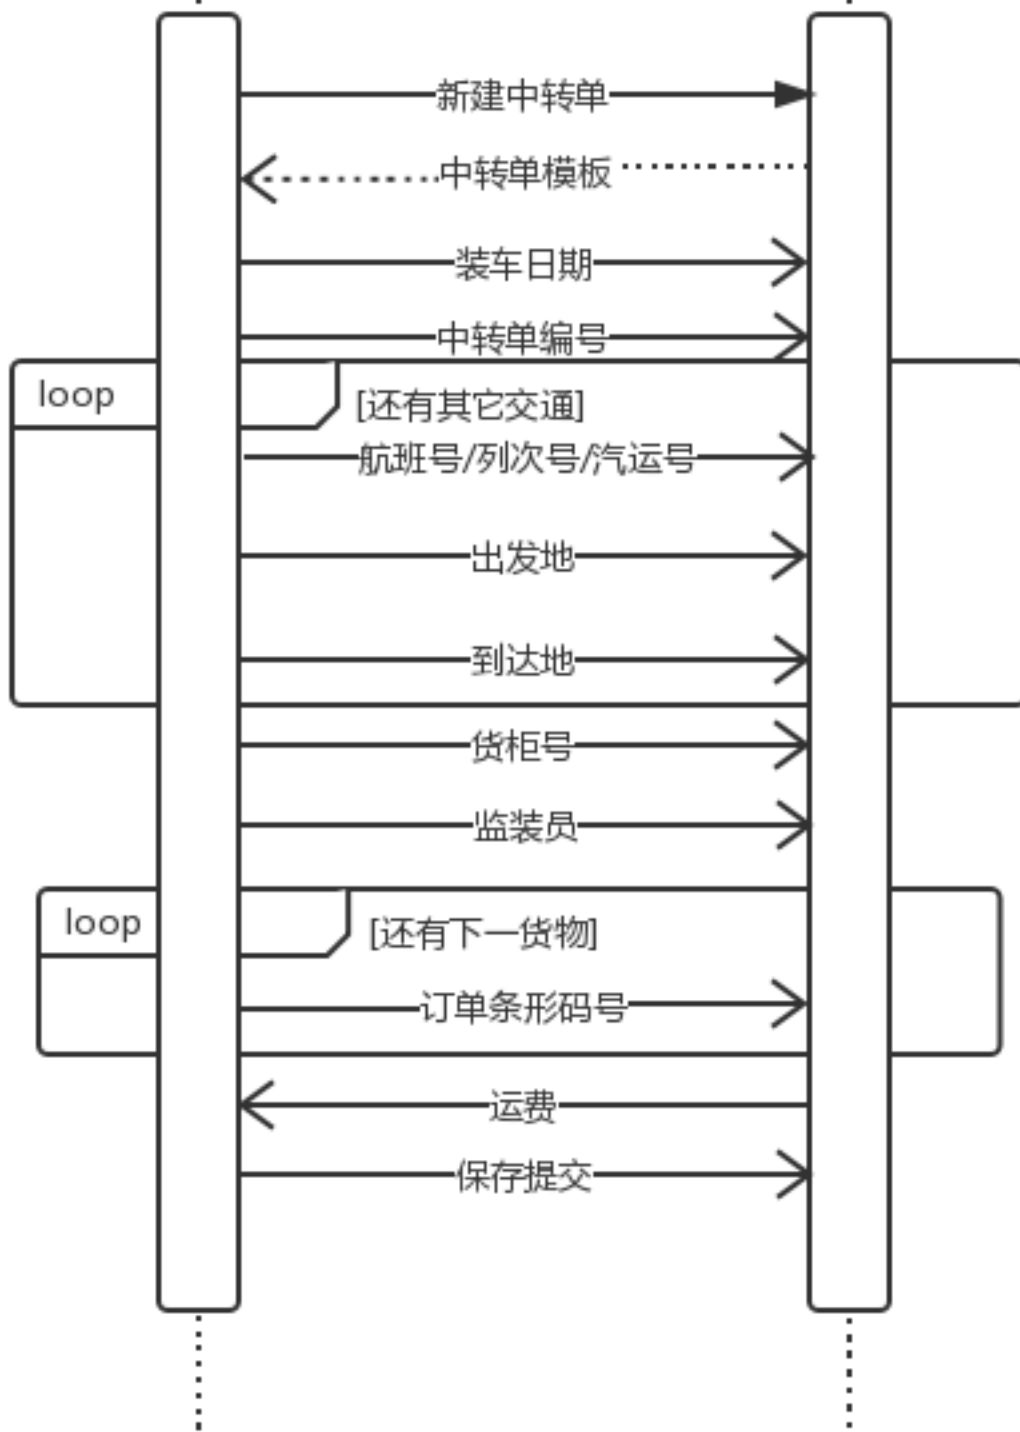 新建中转单
中转单模板
装车日期
中转单编号
loop
[还有其它交通]
航班号/列次号/汽运号
出发地
到达地
货柜号
监装员
loop
[还有下一货物]
订单条形码号
运费
保存提交